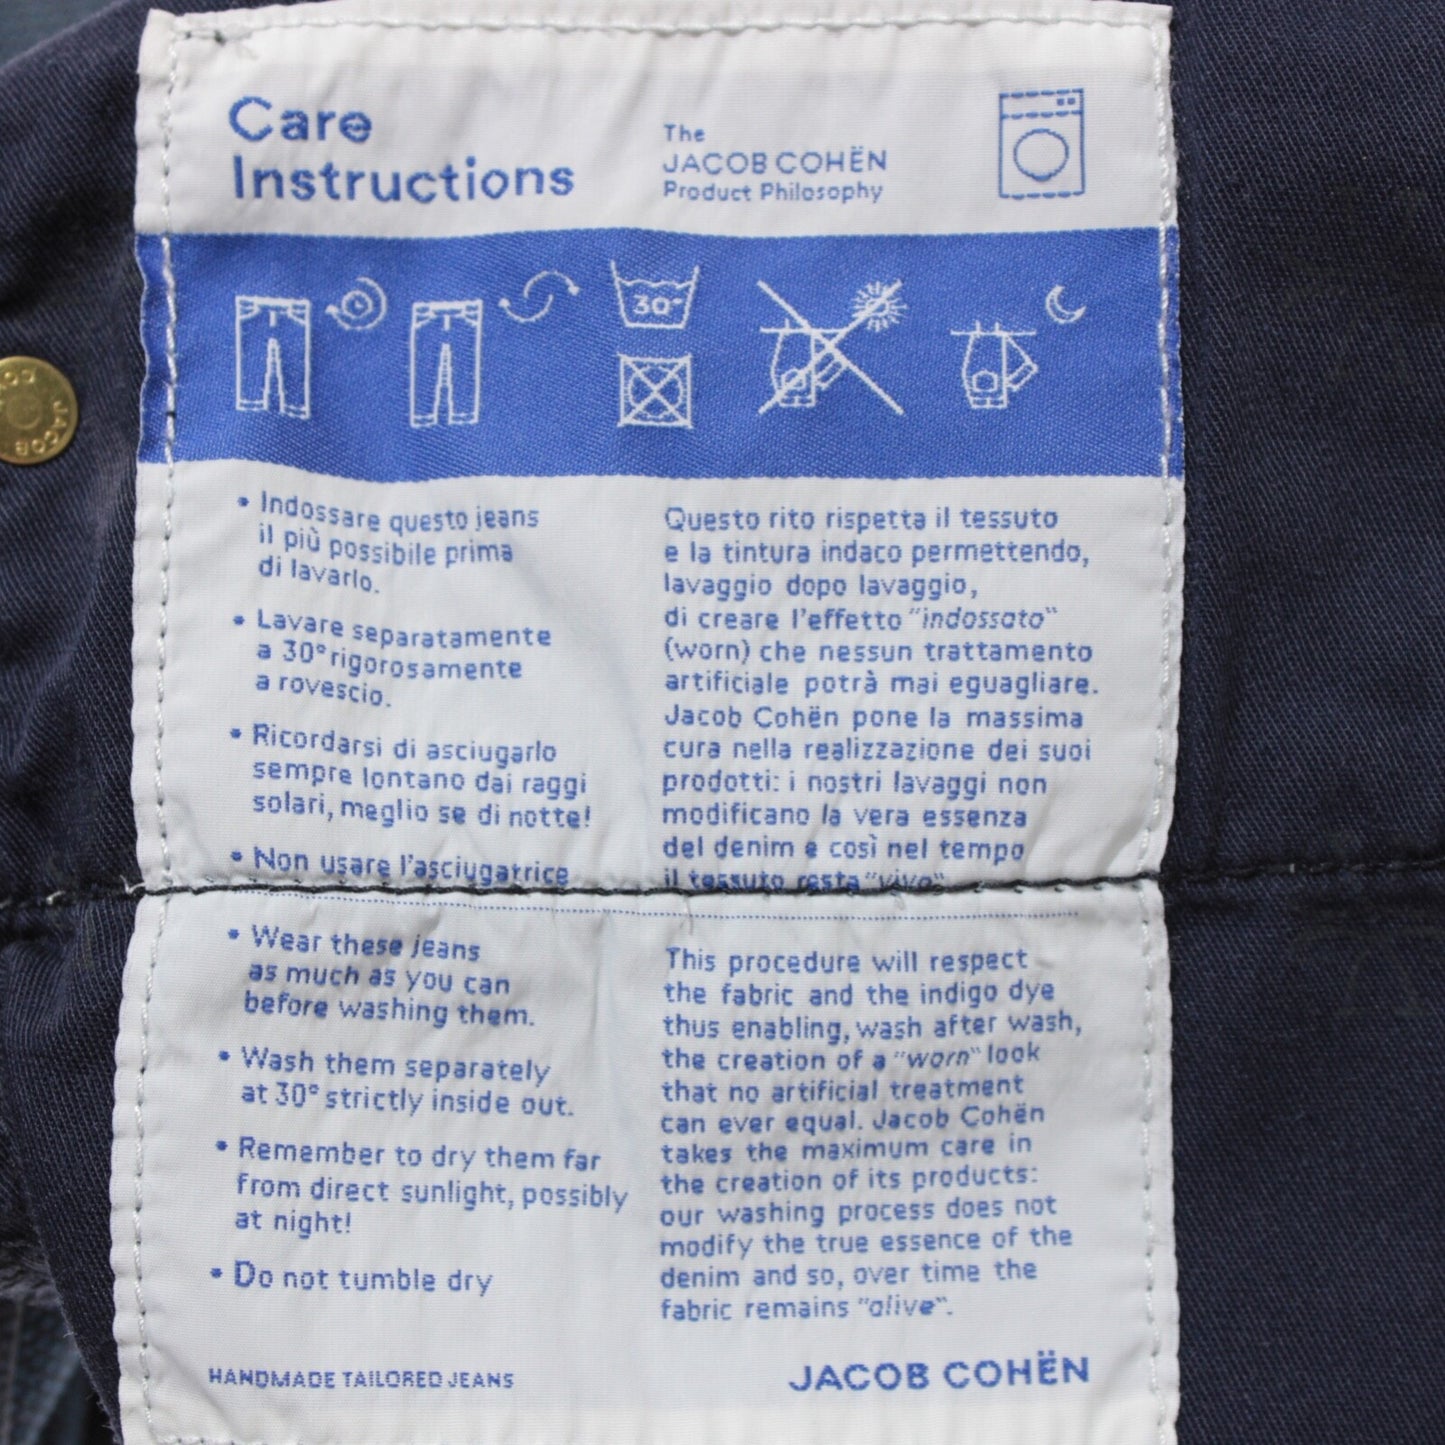 Care
Instructions
The
JACOB COHËN
Product Philosophy
30°
• Indossare questo jeans
il più possibile prima
di lavarlo.
• Lavare separatamente
a 30° rigorosamente
a rovescio.
• Ricordarsi di asciugarlo
sempre lontano dai raggi
solari, meglio se di notte!
• Non usare l'asciugatrice
Questo rito rispetta il tessuto
e la tintura indaco permettendo,
lavaggio dopo lavaggio,
di creare l'effetto "indossato"
(worn) che nessun trattamento
artificiale potrà mai eguagliare.
Jacob Cohën pone la massima
cura nella realizzazione dei suoi
prodotti: i nostri lavaggi non
modificano la vera essenza
del denim e così nel tempo
il tessuto resta "vivo".
• Wear these jeans
as much as you can
before washing them.
• Wash them separately
at 30° strictly inside out.
• Remember to dry them far
from direct sunlight, possibly
at night!
• Do not tumble dry
This procedure will respect
the fabric and the indigo dye
thus enabling, wash after wash,
the creation of a "worn" look
that no artificial treatment
can ever equal. Jacob Cohën
takes the maximum care in
the creation of its products:
our washing process does not
modify the true essence of the
denim and so, over time the
fabric remains "alive".
HANDMADE TAILORED JEANS
JACOB COHËN
JACOB